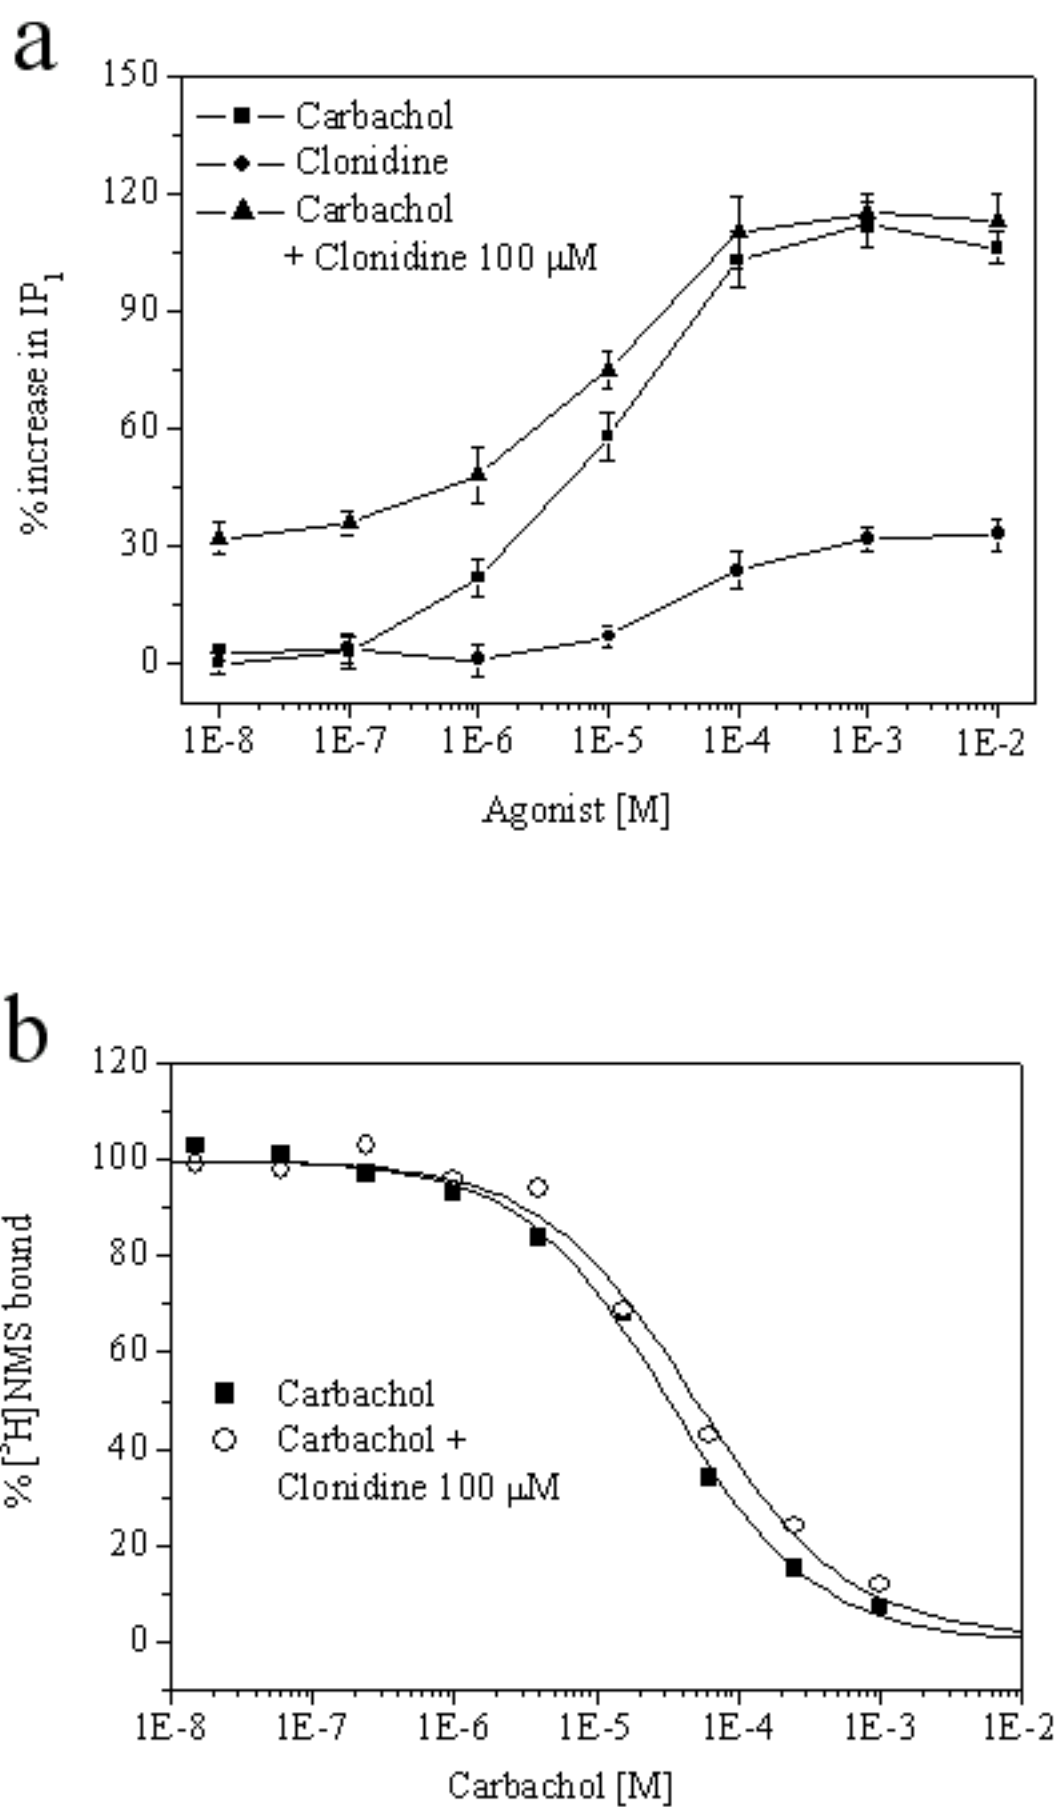 a
150
120
90
60
30
0
% increase in IP1
Carbachol
Clonidine
Carbachol
+ Clonidine 100 μM
1E-8 1E-7 1E-6 1E-5 1E-4 1E-3 1E-2
Agonist [M]
b
120
100
80
60
40
20
0
% [3H]NMS bound
Carbachol
Carbachol +
Clonidine 100 μM
1E-8 1E-7 1E-6 1E-5 1E-4 1E-3 1E-2
Carbachol [M]